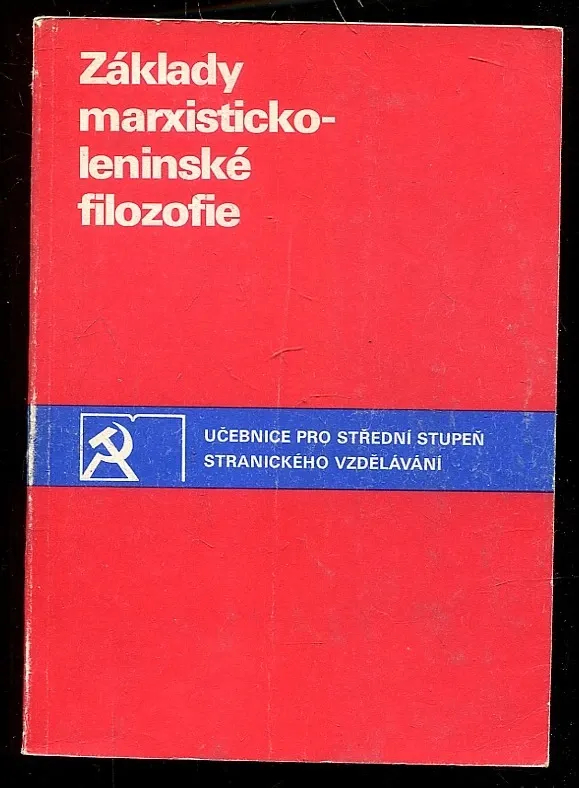 Základy
marxisticko-
leninské
filozofie
UČEBNICE PRO STŘEDNÍ STUPEŇ
STRANICKÉHO VZDĚLÁVÁNÍ